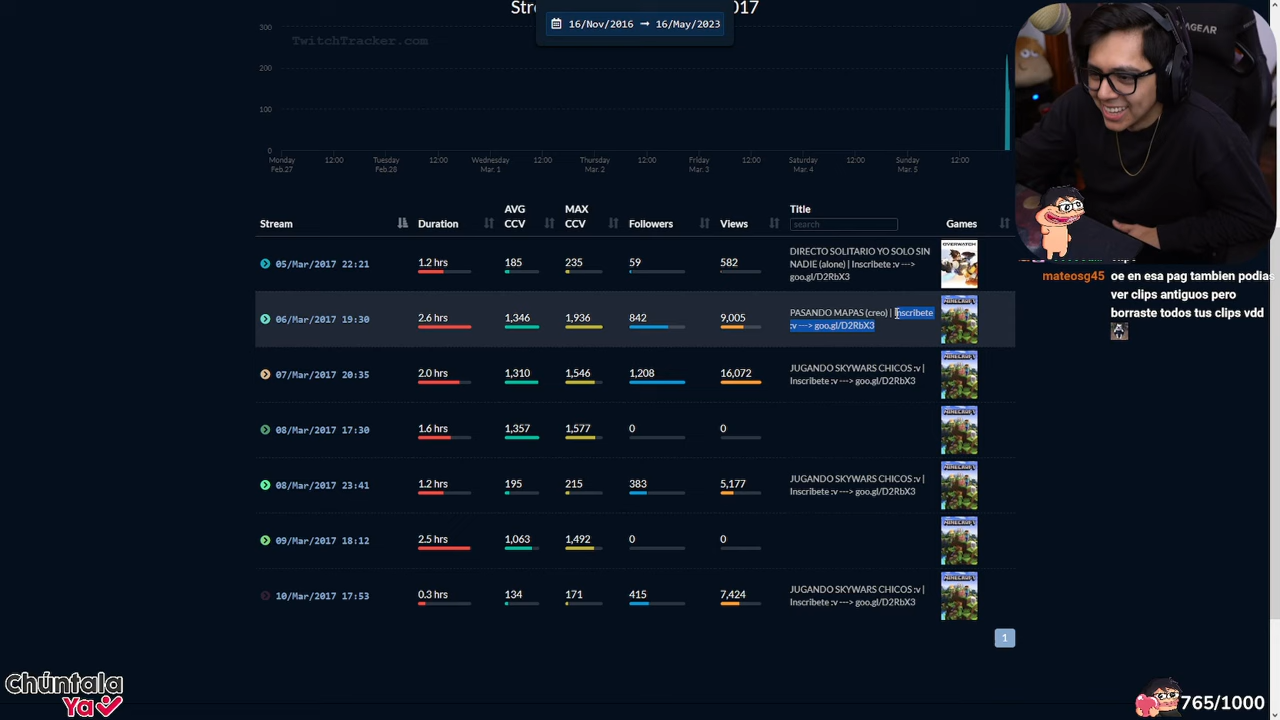 Str
017
16/Nov/2016 → 16/May/2023
TwitchTracker.com
300
200
100
0
Monday
Feb.27
12:00
Tuesday
Feb.28
12:00
Wednesday
Mar. 1
12:00
Thursday
Mar. 2
12:00
Friday
Mar. 3
12:00
Saturday
Mar. 4
12:00
Sunday
Mar. 5
12:00
Stream
Duration
AVG
CCV
MAX
CCV
Followers
Views
Title
search
Games
05/Mar/2017 22:21
1.2 hrs
185
235
59
582
DIRECTO SOLITARIO YO SOLO SIN
NADIE (alone) | Inscribete :v --->
goo.gl/D2RbX3
OVERWATCH
06/Mar/2017 19:30
2.6 hrs
1,346
1,936
842
9,005
PASANDO MAPAS (creo) | Inscribete
:v ---> goo.gl/D2RbX3
MINECRAFT
07/Mar/2017 20:35
2.0 hrs
1,310
1,546
1,208
16,072
JUGANDO SKYWARS CHICOS :v |
Inscribete :v ---> goo.gl/D2RbX3
MINECRAFT
08/Mar/2017 17:30
1.6 hrs
1,357
1,577
0
0
MINECRAFT
08/Mar/2017 23:41
1.2 hrs
195
215
383
5,177
JUGANDO SKYWARS CHICOS :v |
Inscribete :v ---> goo.gl/D2RbX3
MINECRAFT
09/Mar/2017 18:12
2.5 hrs
1,063
1,492
0
0
MINECRAFT
10/Mar/2017 17:53
0.3 hrs
134
171
415
7,424
JUGANDO SKYWARS CHICOS :v |
Inscribete :v ---> goo.gl/D2RbX3
MINECRAFT
1
mateosg45 oe en esa pag tambien podias
ver clips antiguos pero
borraste todos tus clips vdd
Chúntala
Ya
765/1000